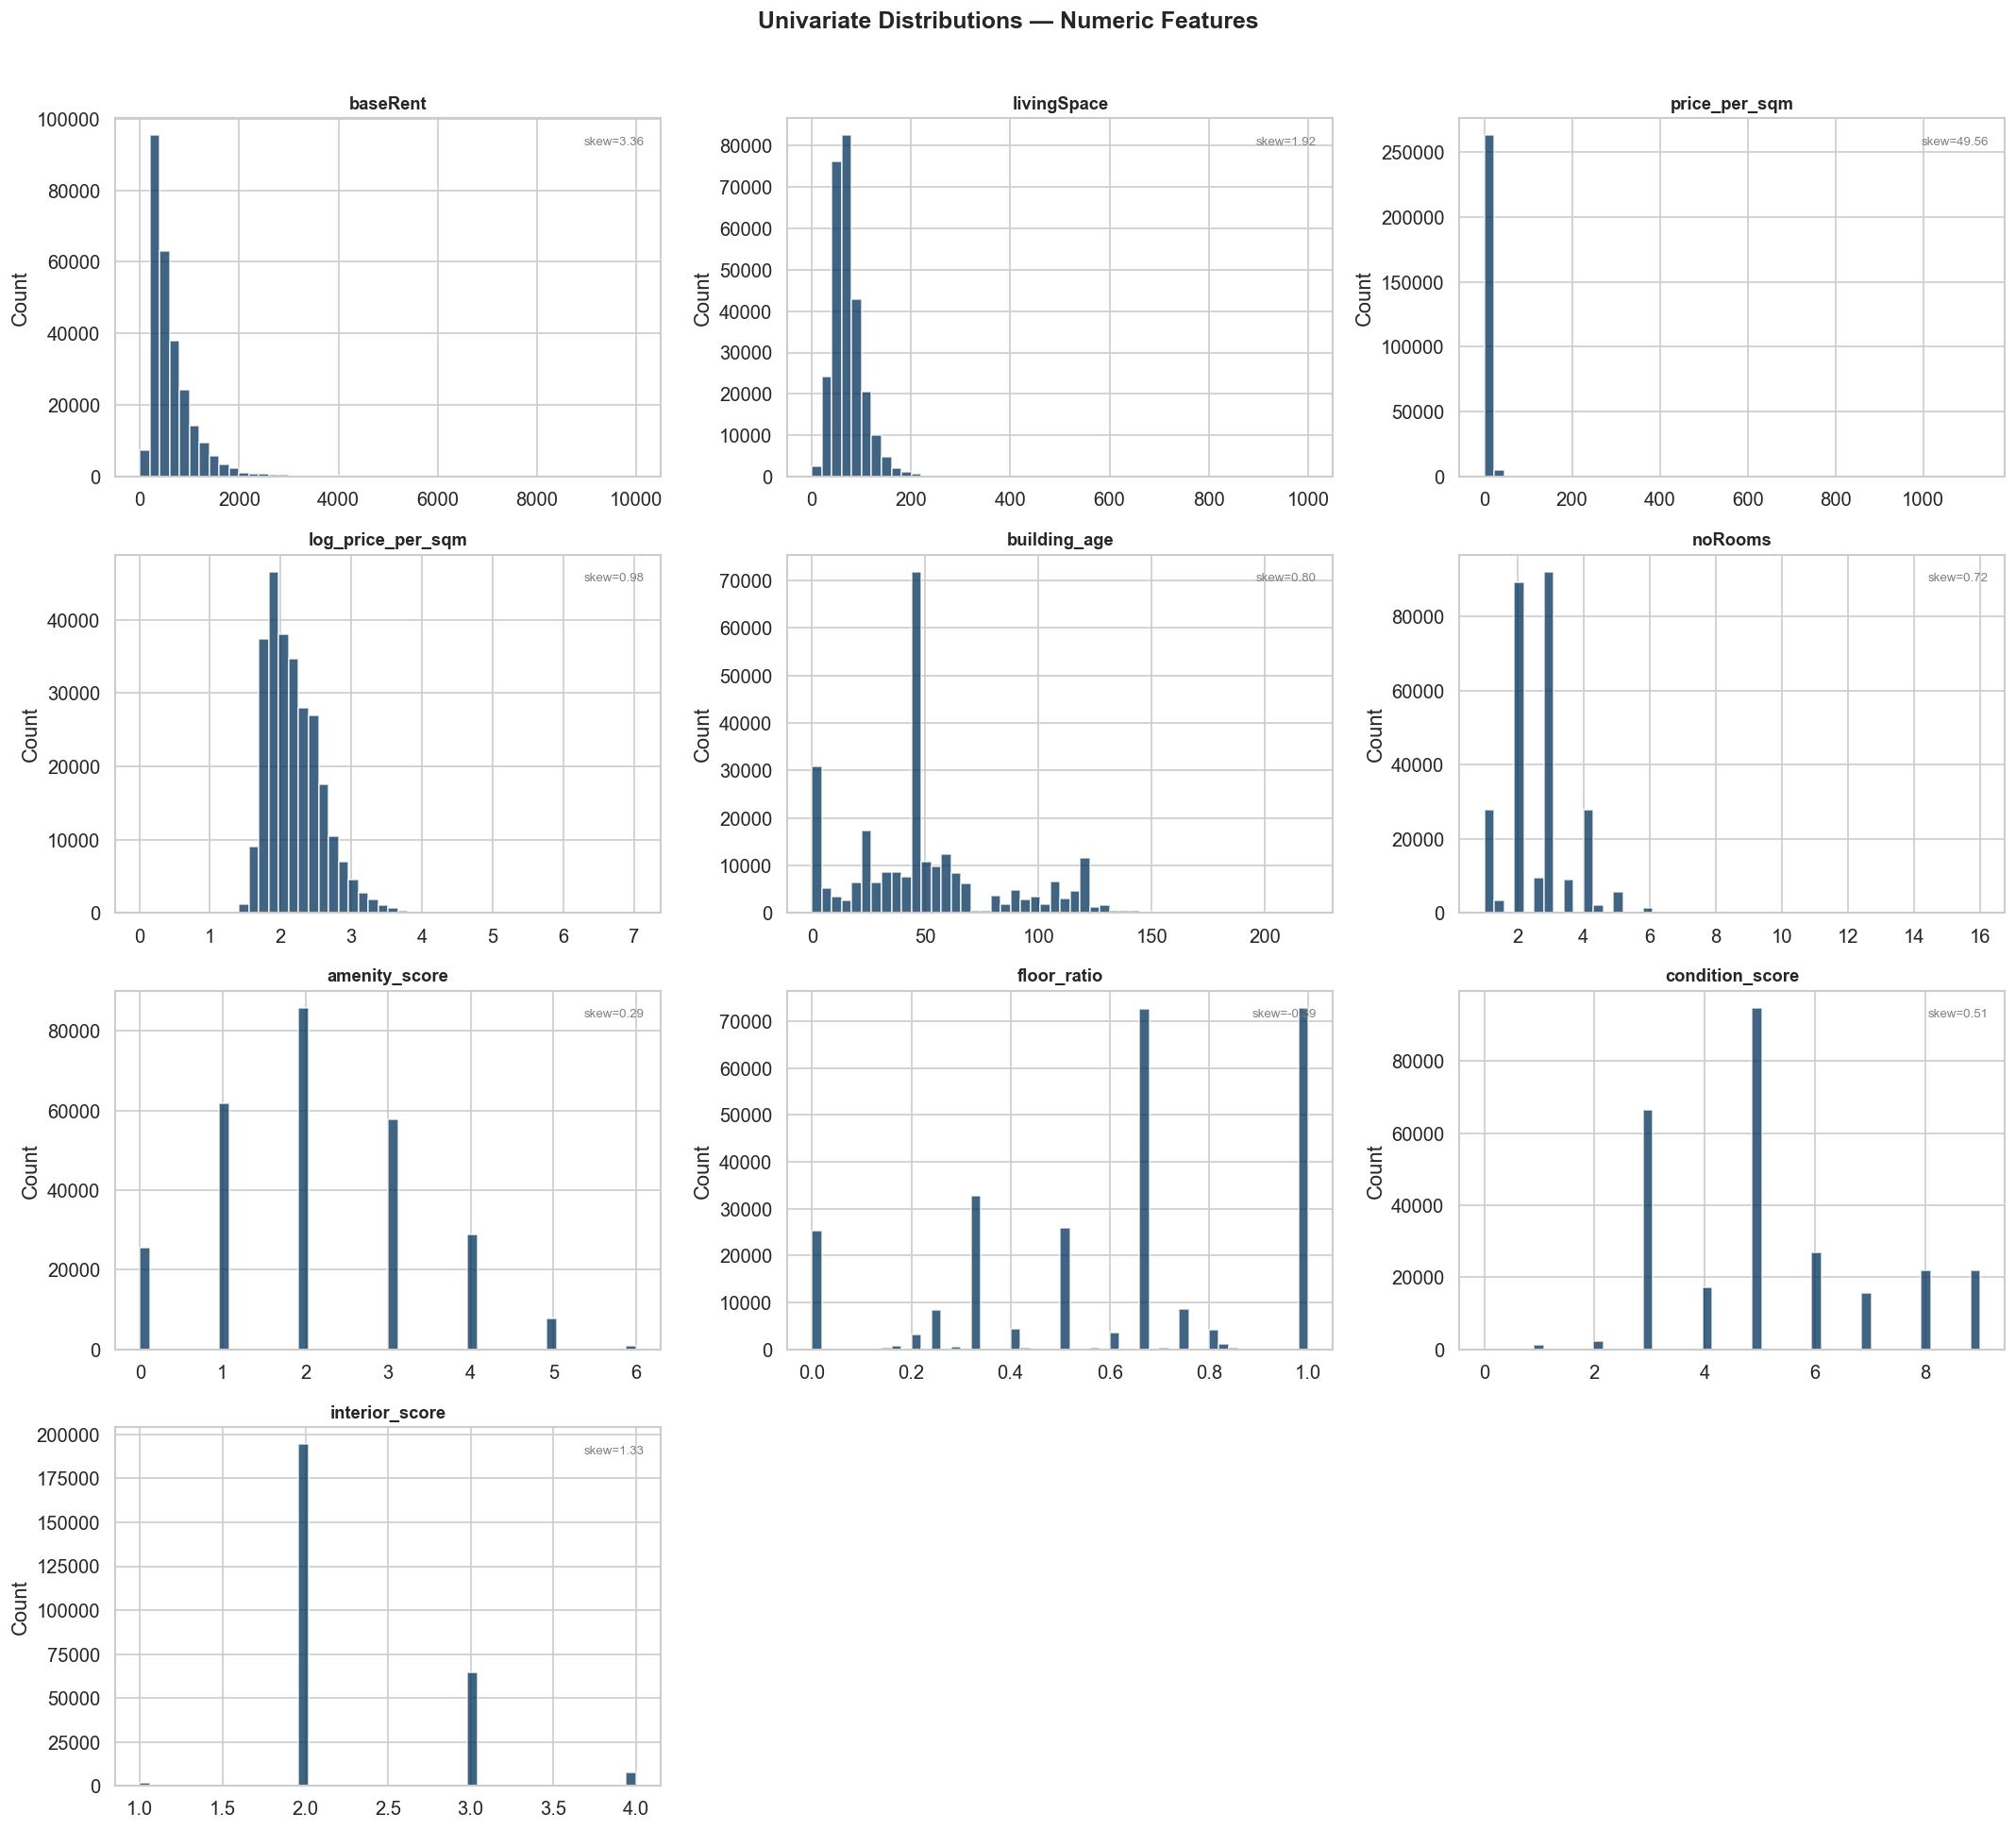 Univariate Distributions — Numeric Features
baseRent
skew=3.36
Count
100000
80000
60000
40000
20000
0
0 2000 4000 6000 8000 10000
livingSpace
skew=1.92
Count
80000
70000
60000
50000
40000
30000
20000
10000
0
0 200 400 600 800 1000
price_per_sqm
skew=49.56
Count
250000
200000
150000
100000
50000
0
0 200 400 600 800 1000
log_price_per_sqm
skew=0.98
Count
40000
30000
20000
10000
0
0 1 2 3 4 5 6 7
building_age
skew=0.80
Count
70000
60000
50000
40000
30000
20000
10000
0
0 50 100 150 200
noRooms
skew=0.72
Count
80000
60000
40000
20000
0
2 4 6 8 10 12 14 16
amenity_score
skew=0.29
Count
80000
60000
40000
20000
0
0 1 2 3 4 5 6
floor_ratio
Count
70000
60000
50000
40000
30000
20000
10000
0
0.0 0.2 0.4 0.6 0.8 1.0
condition_score
skew=0.51
Count
80000
60000
40000
20000
0
0 2 4 6 8
interior_score
skew=1.33
Count
200000
175000
150000
125000
100000
75000
50000
25000
0
1.0 1.5 2.0 2.5 3.0 3.5 4.0